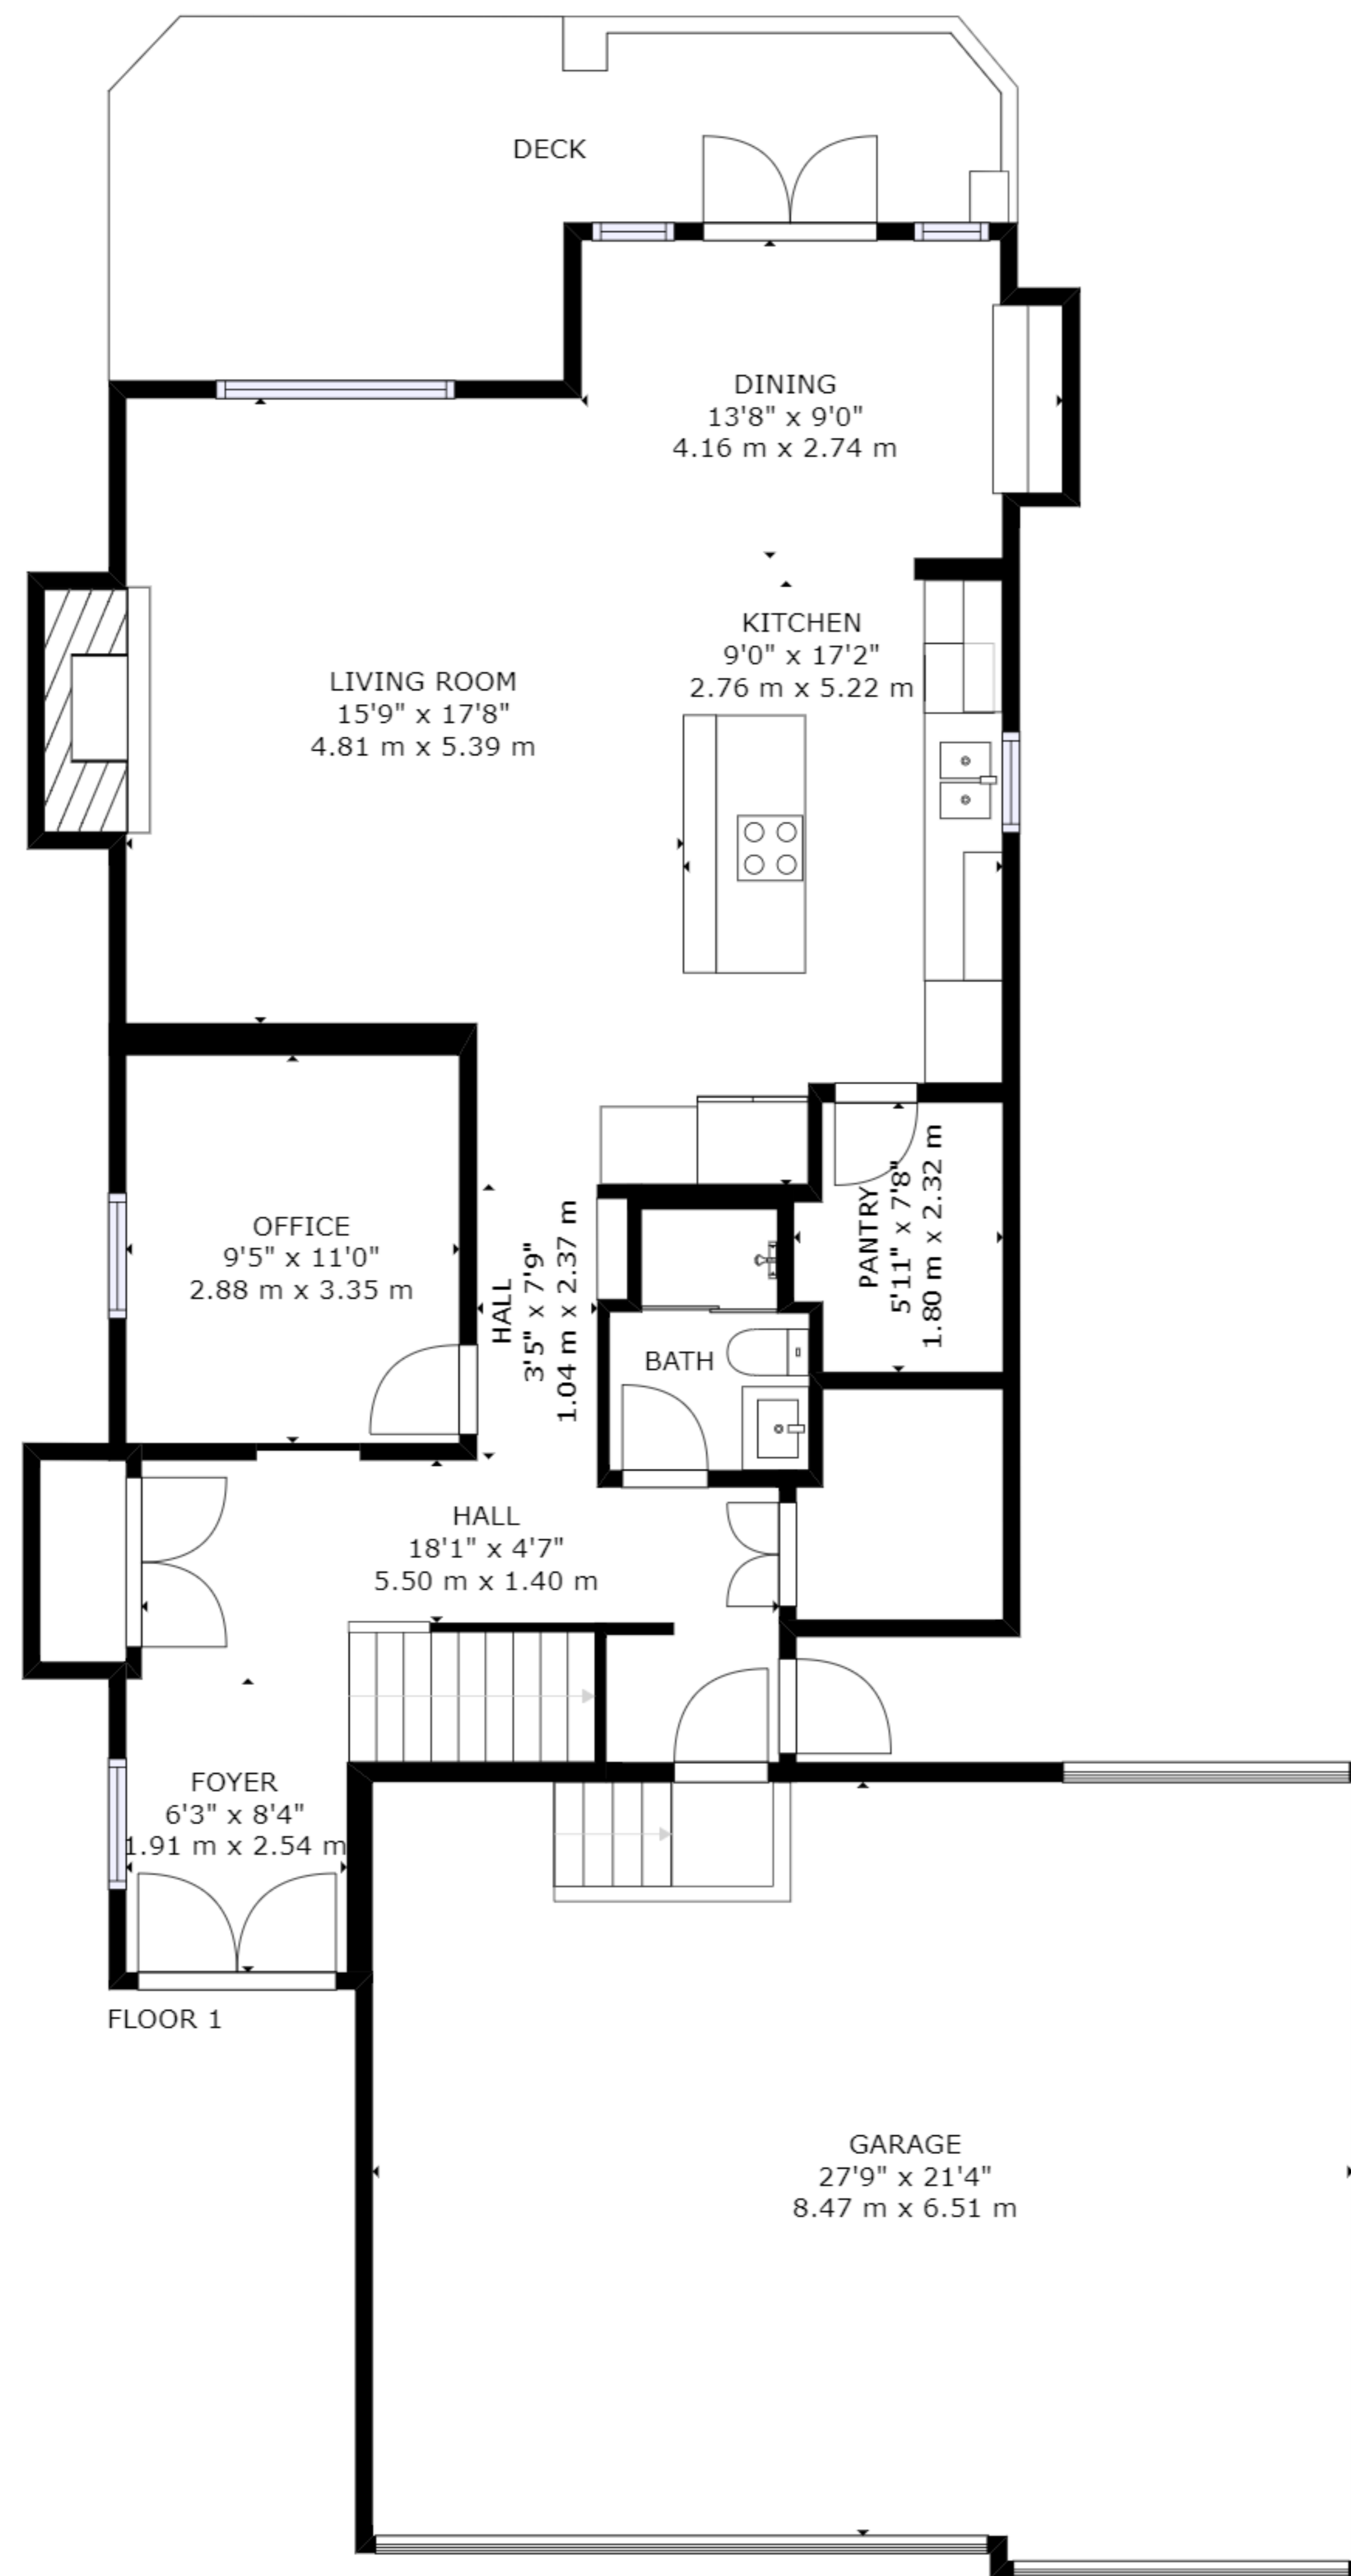 DECK
DINING
13'8" x 9'0"
4.16 m x 2.74 m
KITCHEN
9'0" x 17'2"
2.76 m x 5.22 m
LIVING ROOM
15'9" x 17'8"
4.81 m x 5.39 m
OFFICE
9'5" x 11'0"
2.88 m x 3.35 m
HALL
3'5" x 7'9"
1.04 m x 2.37 m
PANTRY
5'11" x 7'8"
1.80 m x 2.32 m
BATH
HALL
18'1" x 4'7"
5.50 m x 1.40 m
FOYER
6'3" x 8'4"
1.91 m x 2.54 m
FLOOR 1
GARAGE
27'9" x 21'4"
8.47 m x 6.51 m